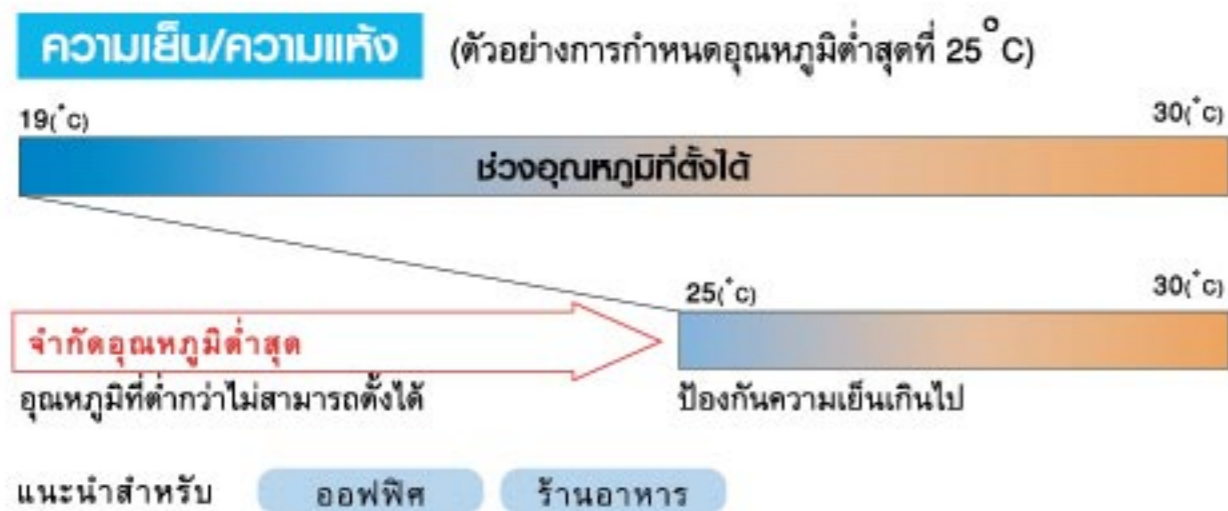 ความเย็น/ความแห้ง (ตัวอย่างการกำหนดอุณหภูมิต่ำสุดที่ 25°C)
19(°C) 30(°C)
ช่วงอุณหภูมิที่ตั้งได้
25(°C) 30(°C)
จำกัดอุณหภูมิต่ำสุด
อุณหภูมิที่ต่ำกว่าไม่สามารถตั้งได้ ป้องกันความเย็นเกินไป
แนะนำสำหรับ ออฟฟิศ ร้านอาหาร